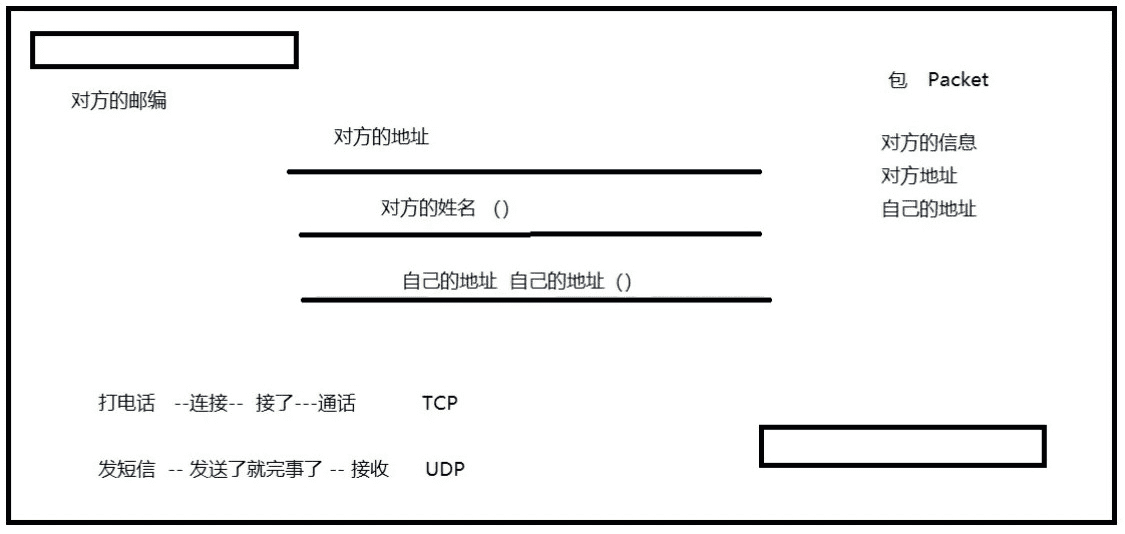 包 Packet
对方的邮编
对方的地址
对方的信息
对方地址
对方的姓名 ()
自己的地址
自己的地址 自己的地址 ()
打电话 --连接-- 接了---通话 TCP
发短信 -- 发送了就完事了 -- 接收 UDP